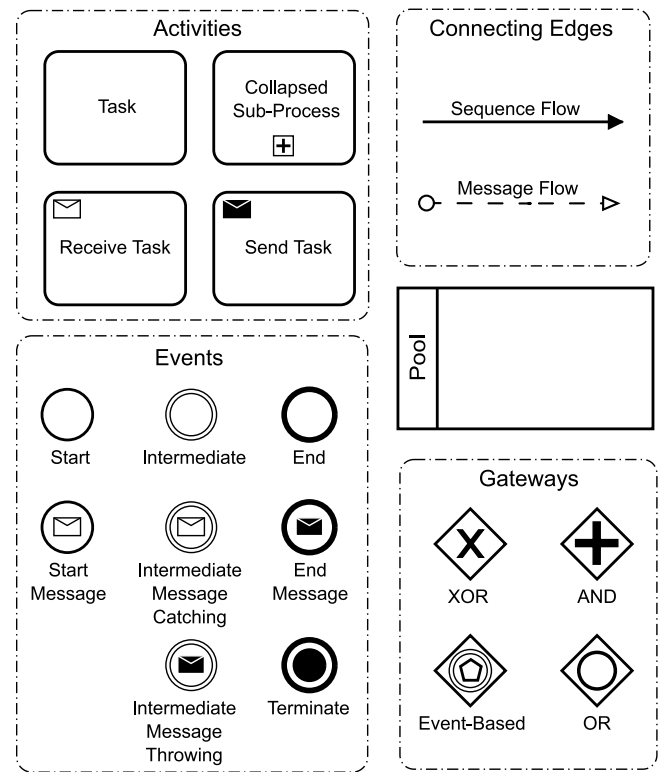 Activities
Task
Collapsed
Sub-Process
Receive Task
Send Task
Connecting Edges
Sequence Flow
Message Flow
Pool
Events
Start
Intermediate
End
Start
Message
Intermediate
Message
Catching
End
Message
Intermediate
Message
Throwing
Terminate
Gateways
X
XOR
AND
Event-Based
OR